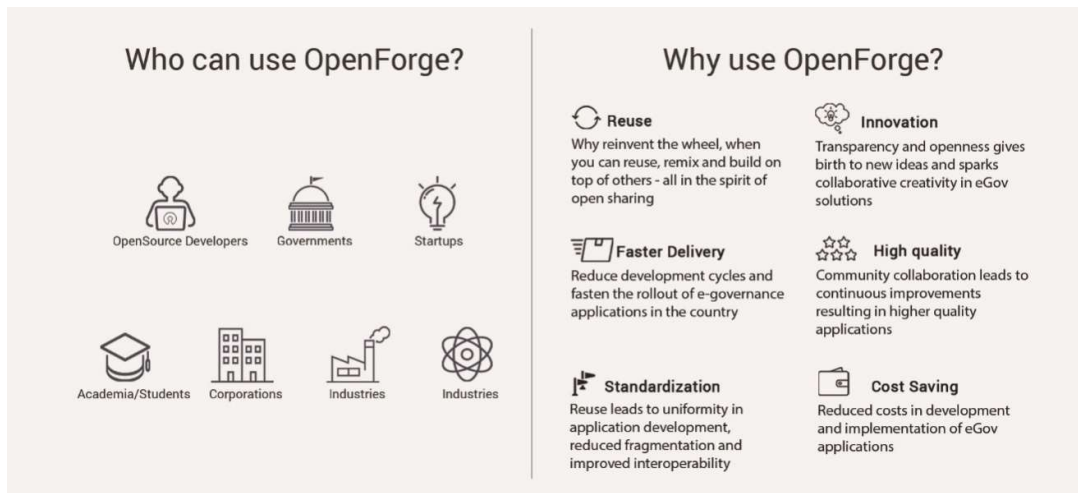 Who can use OpenForge?
OpenSource Developers
Governments
Startups
Academia/Students
Corporations
Industries
Industries
Why use OpenForge?
Reuse
Why reinvent the wheel, when
you can reuse, remix and build on
top of others - all in the spirit of
open sharing
Innovation
Transparency and openness gives
birth to new ideas and sparks
collaborative creativity in eGov
solutions
Faster Delivery
Reduce development cycles and
fasten the rollout of e-governance
applications in the country
High quality
Community collaboration leads to
continuous improvements
resulting in higher quality
applications
Standardization
Reuse leads to uniformity in
application development,
reduced fragmentation and
improved interoperability
Cost Saving
Reduced costs in development
and implementation of eGov
applications